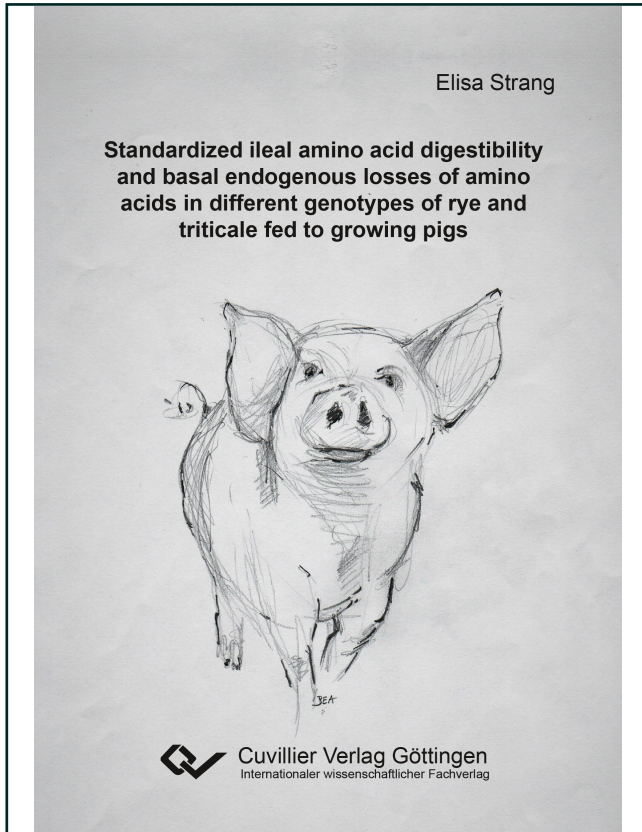 Elisa Strang
Standardized ileal amino acid digestibility
and basal endogenous losses of amino
acids in different genotypes of rye and
triticale fed to growing pigs
BEA
Cuvillier Verlag Göttingen
Internationaler wissenschaftlicher Fachverlag